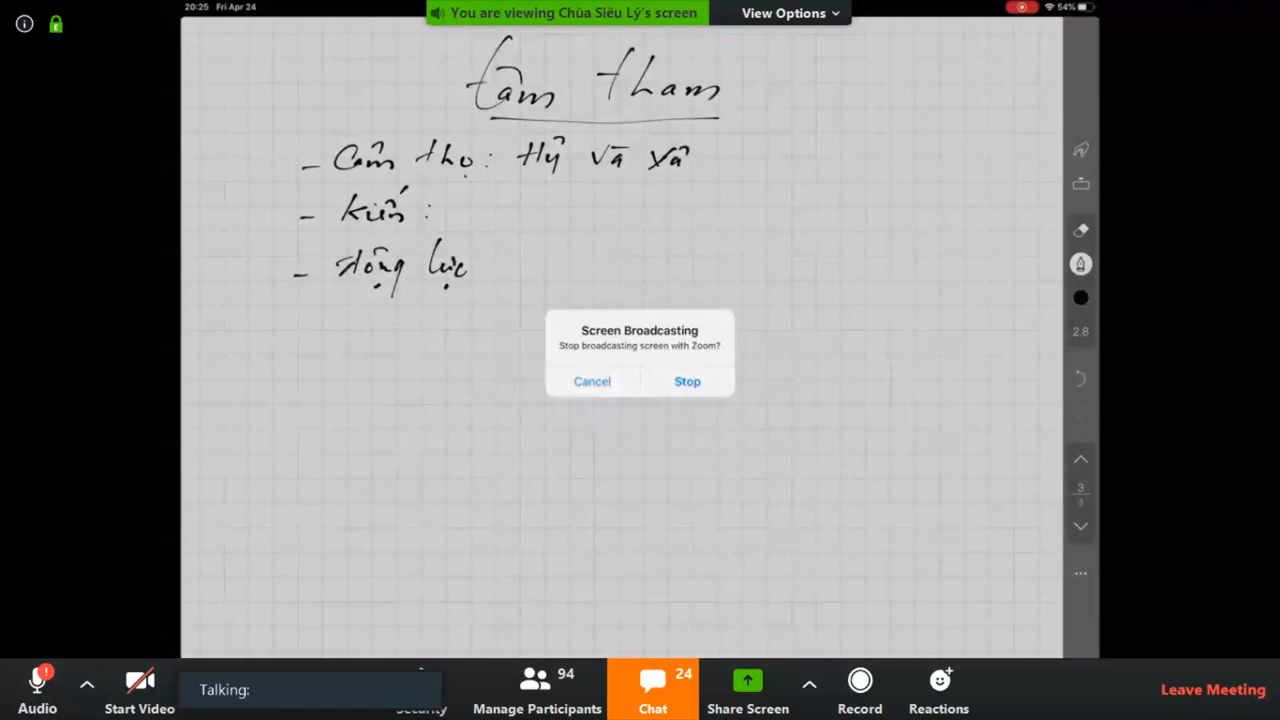 20:25 Fri Apr 24
You are viewing Chùa Siêu Lý's screen
View Options
54%
tâm tham
- Cảm thọ: Hỷ và Xả
- Kiến:
- Động lực
Screen Broadcasting
Stop broadcasting screen with Zoom?
Cancel Stop
2.8
3
3
Talking:
94
24
Audio
Start Video
Security
Manage Participants
Chat
Share Screen
Record
Reactions
Leave Meeting